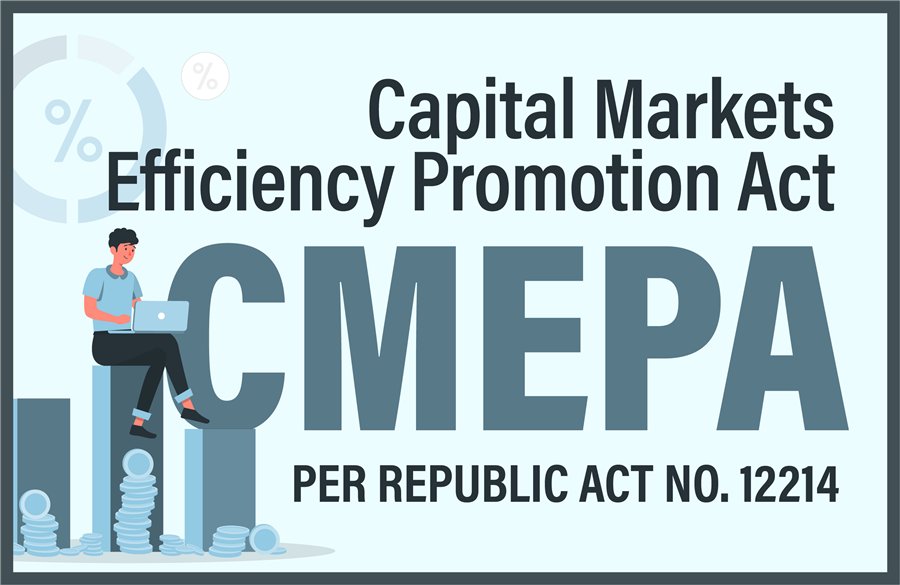 %
%
Capital Markets
Efficiency Promotion Act
CMEPA
PER REPUBLIC ACT NO. 12214